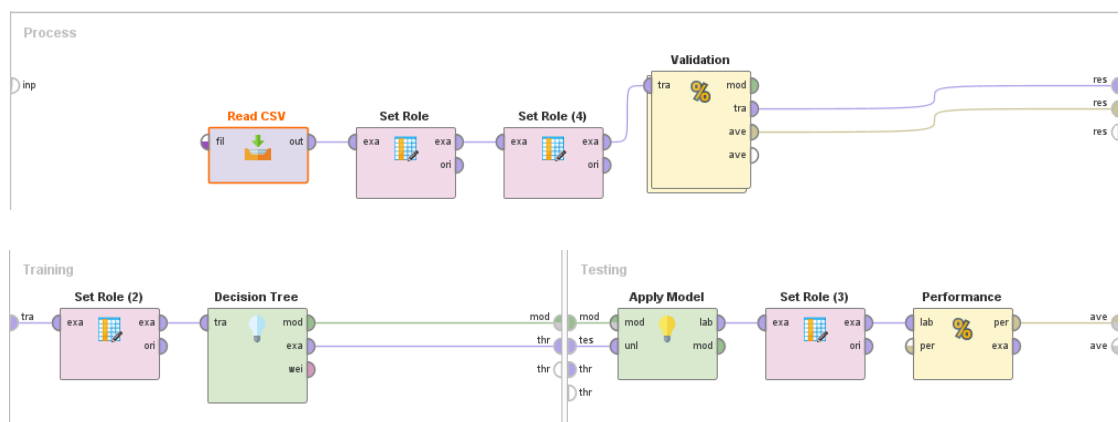 Process
Validation
inp
tra
mod
res
tra
res
Read CSV
Set Role
Set Role (4)
ave
res
fil
out
exa
exa
exa
exa
ave
ori
ori
Training
Testing
Set Role (2)
Decision Tree
Apply Model
Set Role (3)
Performance
tra
exa
exa
tra
mod
mod
mod
mod
lab
exa
exa
lab
per
ave
ori
exa
thr
tes
unl
mod
ori
per
exa
ave
wei
thr
thr
thr